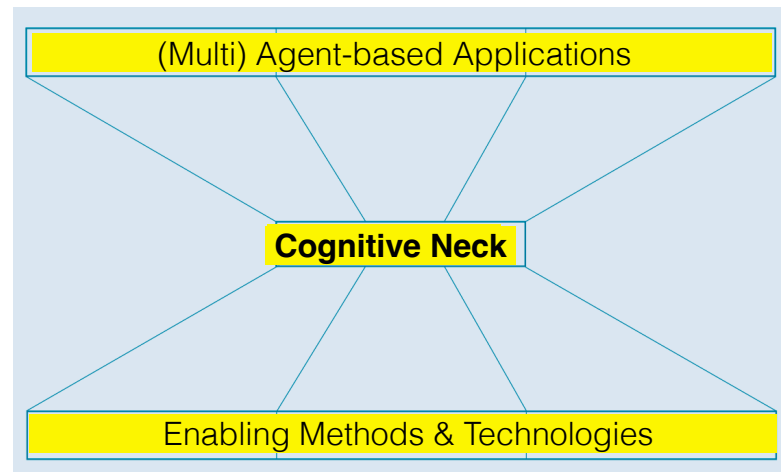 (Multi) Agent-based Applications
Cognitive Neck
Enabling Methods & Technologies